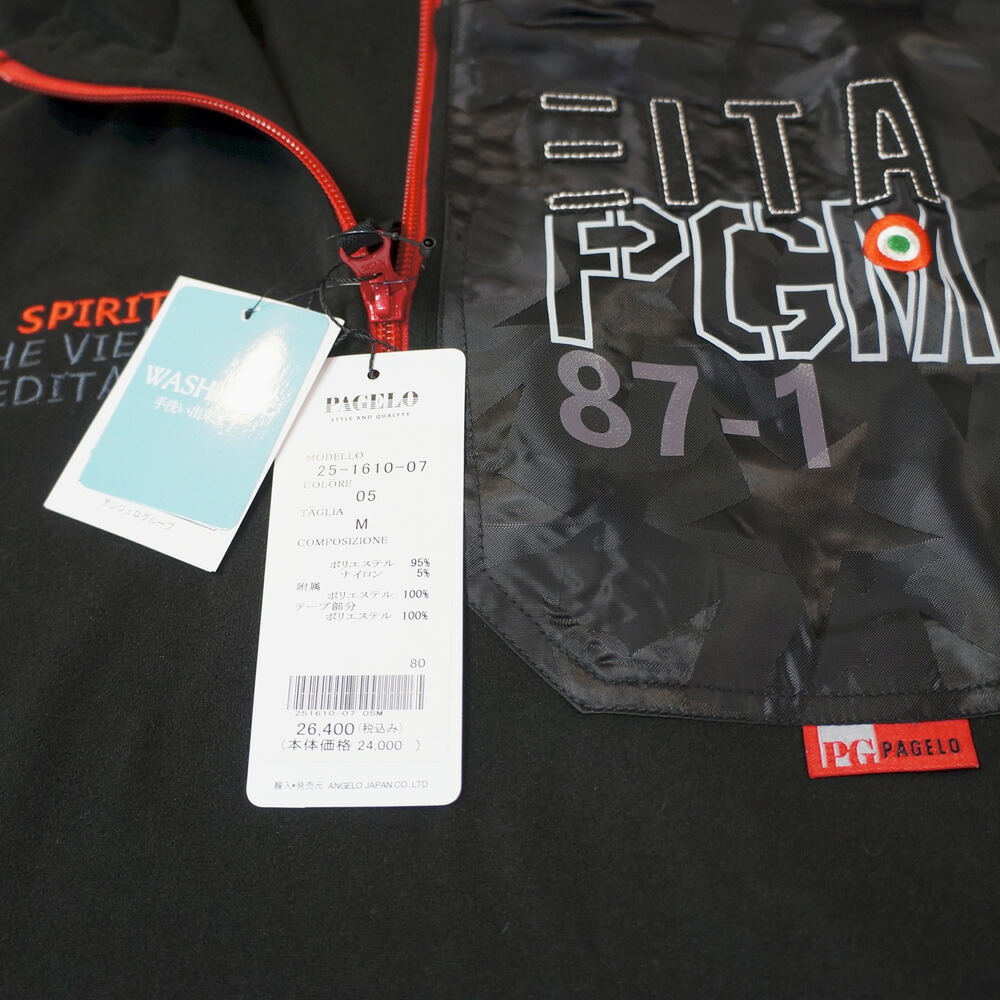 ITA
PGM
87-1
SPIRIT
HE VIE
EDITA
WASH
手洗い出来
アンジェログループ
PAGELO
STYLE AND QUALYTY
MODELLO
25-1610-07
COLORE
05
TAGLIA
M
COMPOSIZIONE
ポリエステル 95%
ナイロン 5%
附属
ポリエステル 100%
テープ部分
ポリエステル 100%
80
251610-07 05M
26,400(税込み)
(本体価格 24,000 )
輸入・発売元 ANGELO JAPAN CO.,LTD
PG PAGELO